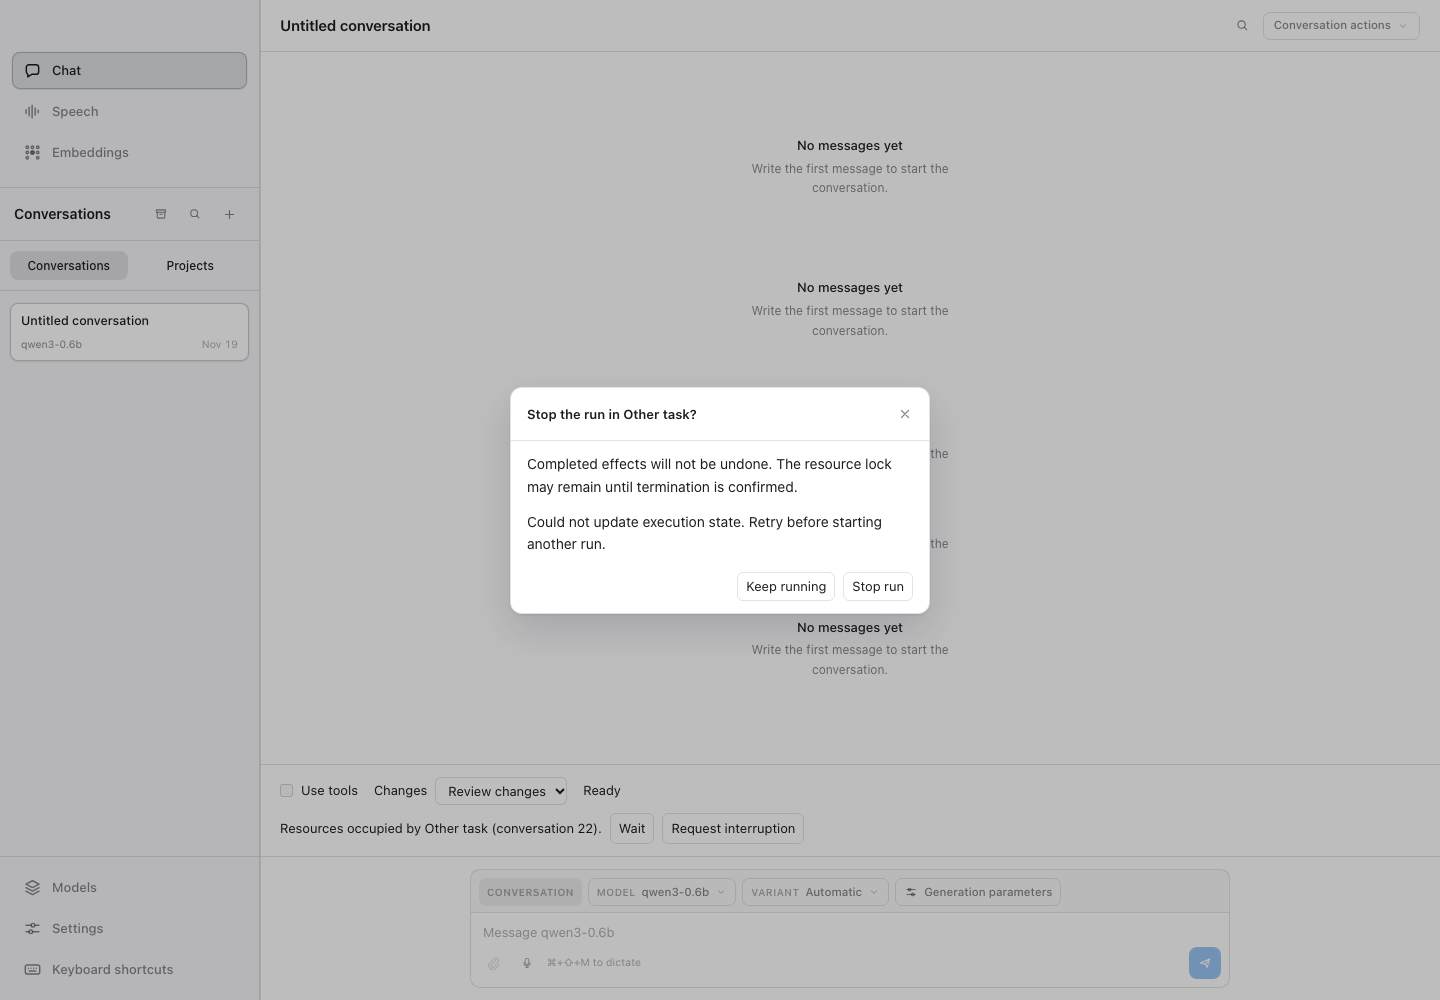 Untitled conversation
Conversation actions
Chat
Speech
Embeddings
Conversations
Conversations
Projects
Untitled conversation
qwen3-0.6b
Nov 19
No messages yet
Write the first message to start the
conversation.
No messages yet
Write the first message to start the
conversation.
the
the
Stop the run in Other task?
Completed effects will not be undone. The resource lock
may remain until termination is confirmed.
Could not update execution state. Retry before starting
another run.
Keep running
Stop run
No messages yet
Write the first message to start the
conversation.
Use tools
Changes
Review changes
Ready
Resources occupied by Other task (conversation 22).
Wait
Request interruption
Models
Settings
Keyboard shortcuts
CONVERSATION
MODEL qwen3-0.6b
VARIANT Automatic
Generation parameters
Message qwen3-0.6b
⌘+⇧+M to dictate